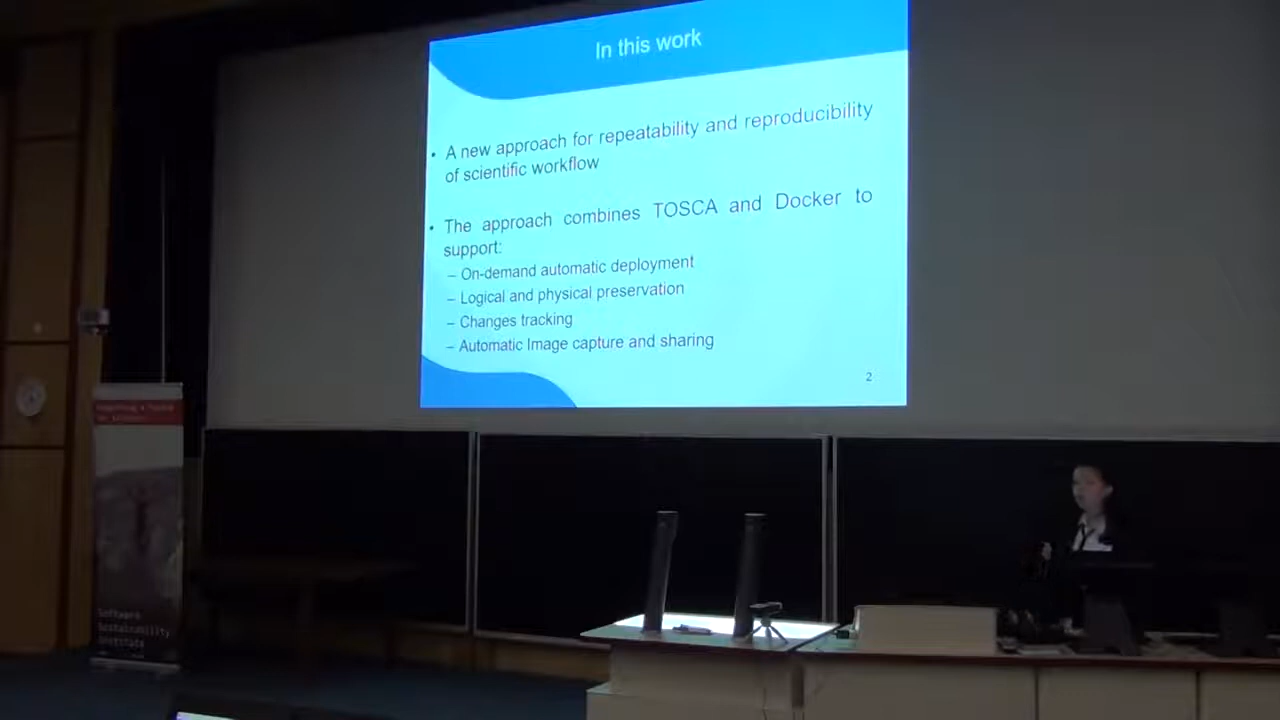 In this work
• A new approach for repeatability and reproducibility
of scientific workflow
• The approach combines TOSCA and Docker to
support:
– On-demand automatic deployment
– Logical and physical preservation
– Changes tracking
– Automatic Image capture and sharing
2
Software
Sustainability
Institute